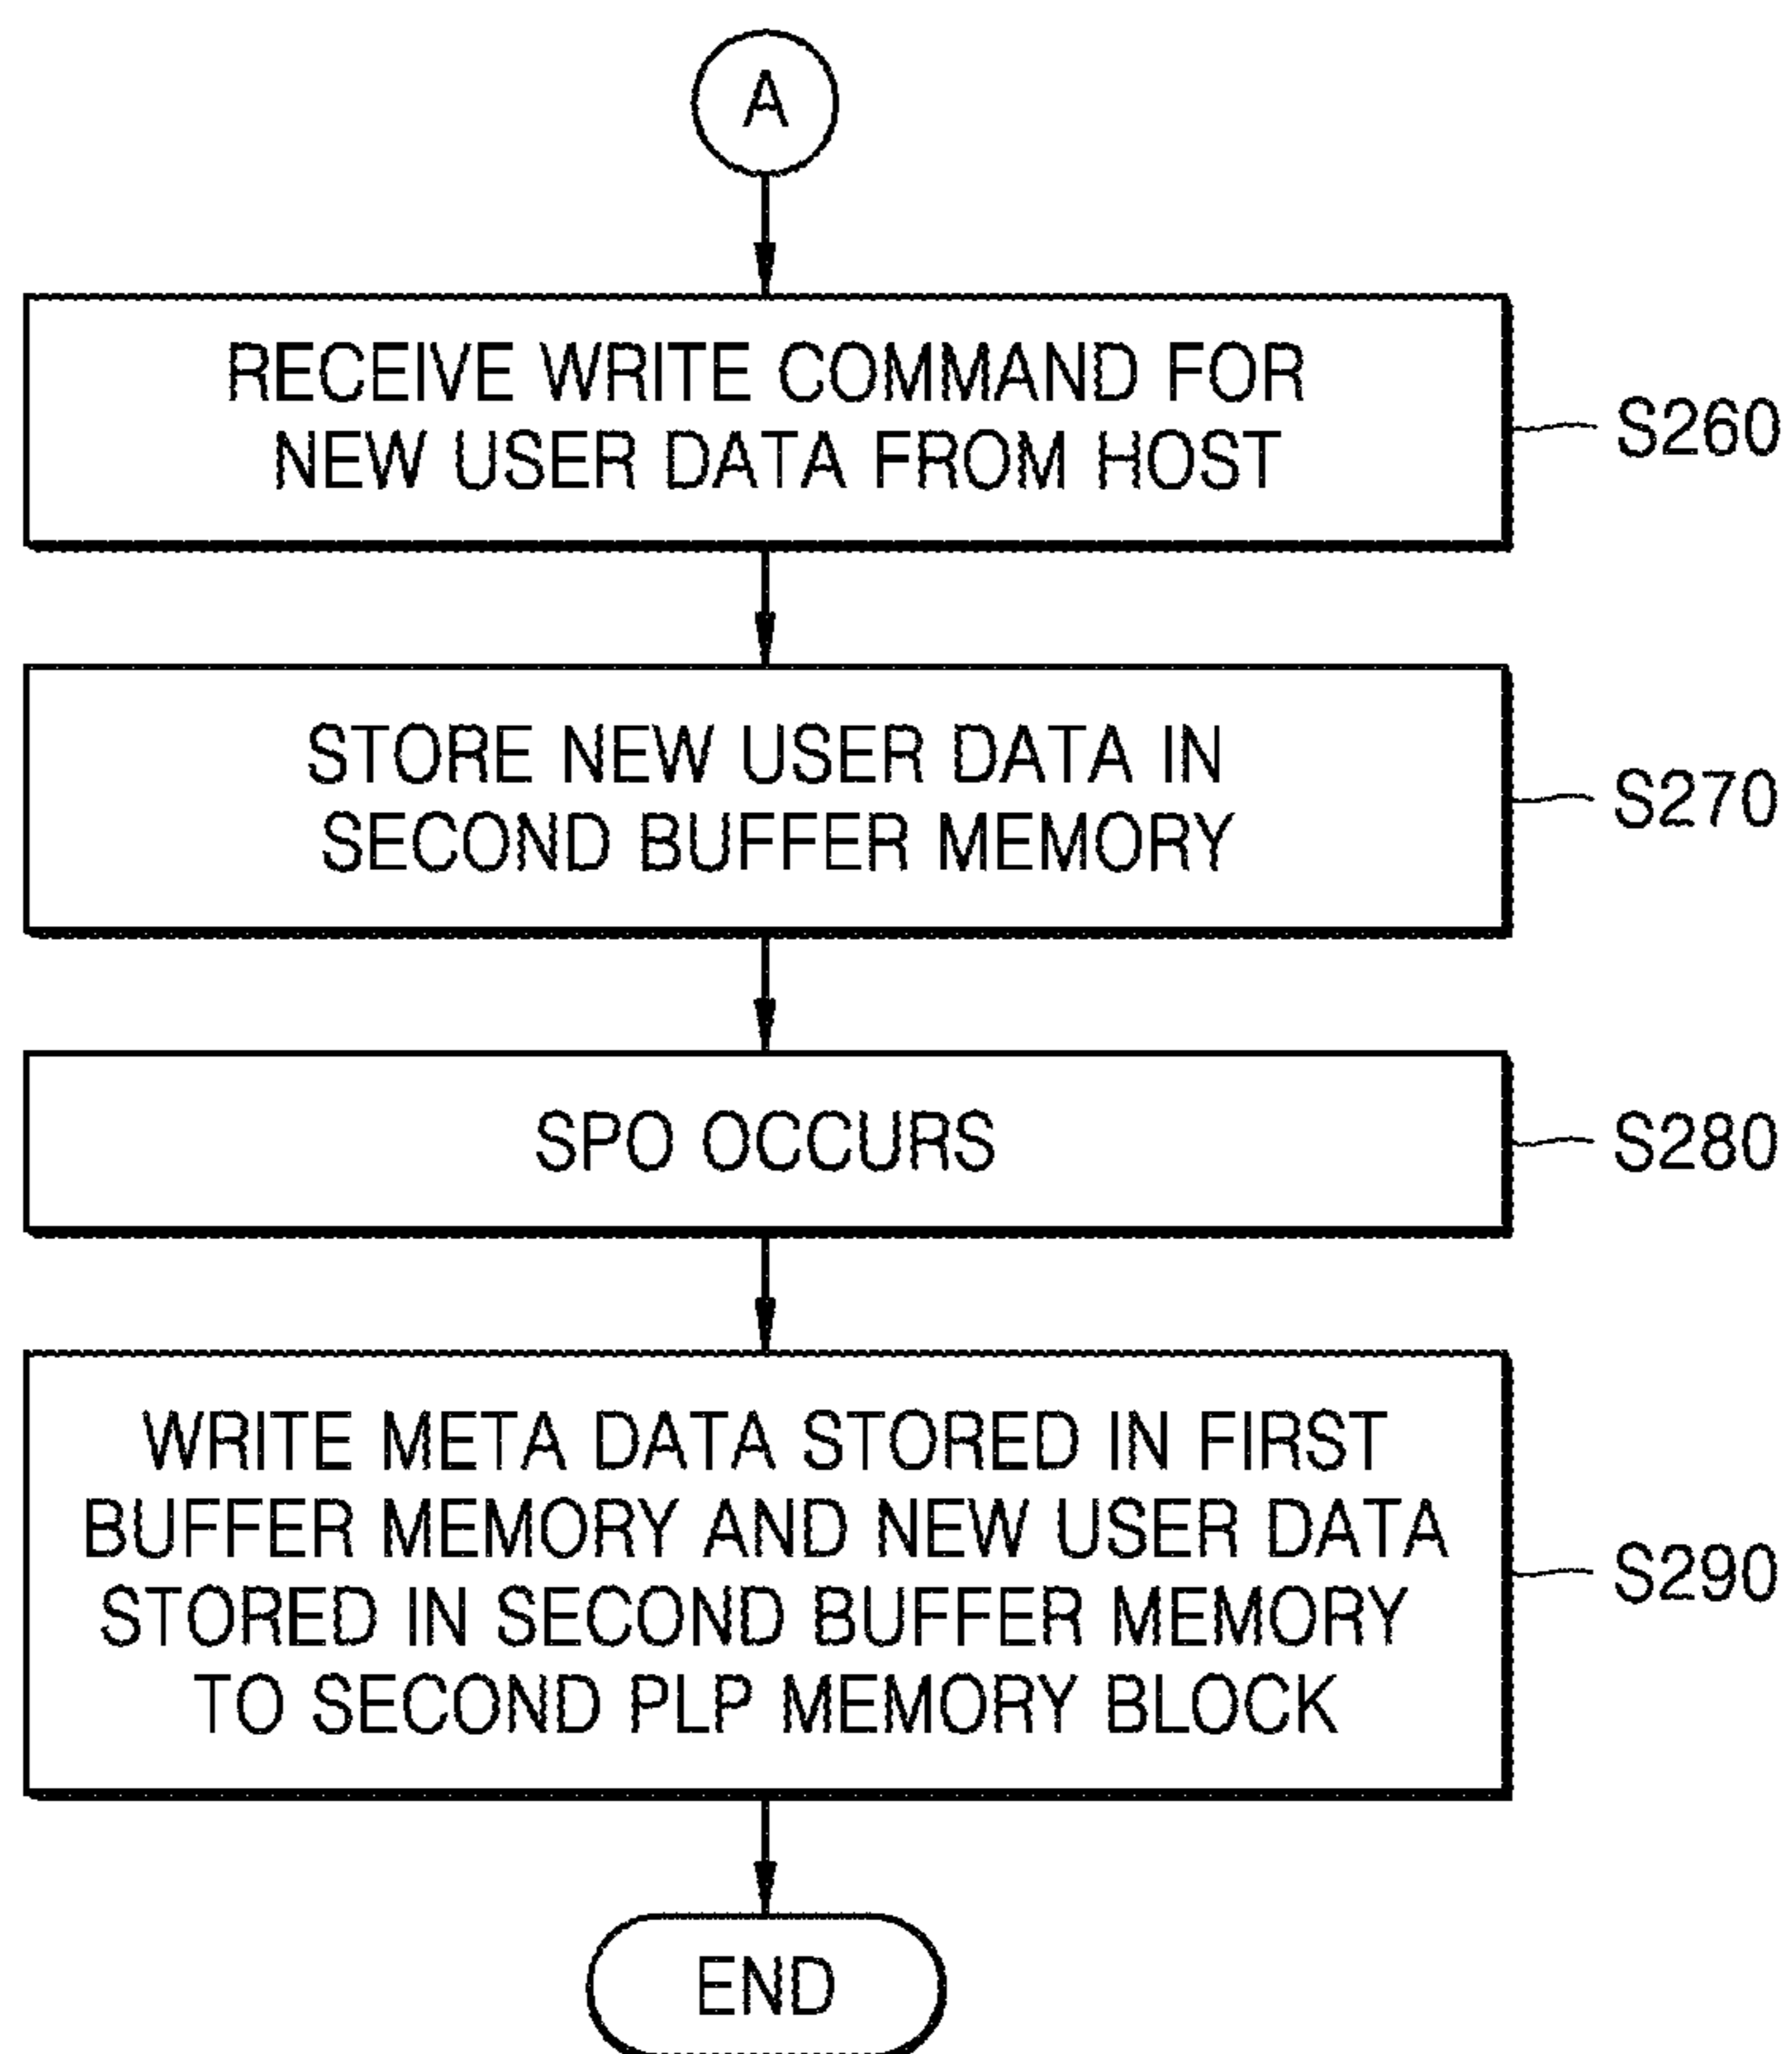 A
RECEIVE WRITE COMMAND FOR
NEW USER DATA FROM HOST
S260
STORE NEW USER DATA IN
SECOND BUFFER MEMORY
S270
SPO OCCURS
S280
WRITE META DATA STORED IN FIRST
BUFFER MEMORY AND NEW USER DATA
STORED IN SECOND BUFFER MEMORY
TO SECOND PLP MEMORY BLOCK
S290
END